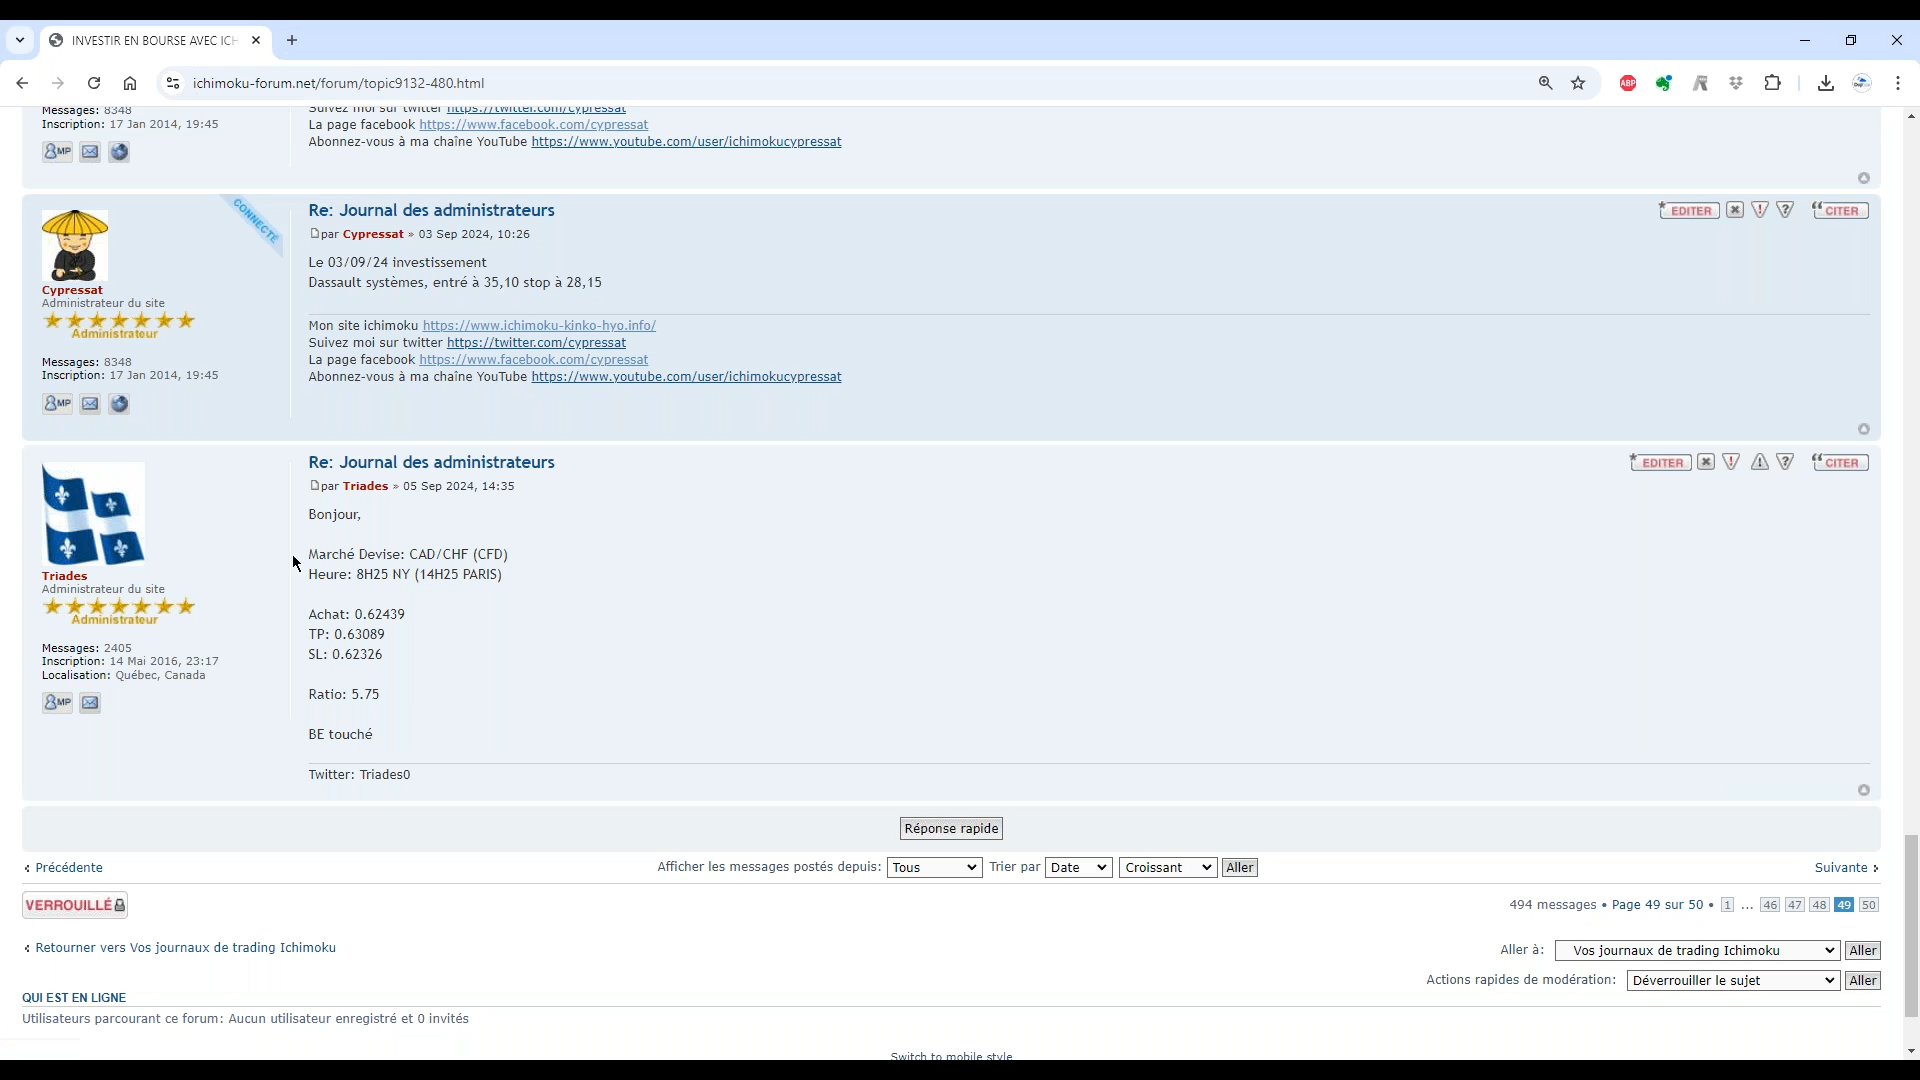 INVESTIR EN BOURSE AVEC ICH
ichimoku-forum.net/forum/topic9132-480.html
ABP
Messages: 8348
Inscription: 17 Jan 2014, 19:45
MP
Suivez moi sur twitter https://twitter.com/cypressat
La page facebook https://www.facebook.com/cypressat
Abonnez-vous à ma chaîne YouTube https://www.youtube.com/user/ichimokucypressat
CONNECTÉ
Cypressat
Administrateur du site
Administrateur
Messages: 8348
Inscription: 17 Jan 2014, 19:45
MP
Re: Journal des administrateurs
* EDITER
“ CITER
par Cypressat » 03 Sep 2024, 10:26
Le 03/09/24 investissement
Dassault systèmes, entré à 35,10 stop à 28,15
Mon site ichimoku https://www.ichimoku-kinko-hyo.info/
Suivez moi sur twitter https://twitter.com/cypressat
La page facebook https://www.facebook.com/cypressat
Abonnez-vous à ma chaîne YouTube https://www.youtube.com/user/ichimokucypressat
Triades
Administrateur du site
Administrateur
Messages: 2405
Inscription: 14 Mai 2016, 23:17
Localisation: Québec, Canada
MP
Re: Journal des administrateurs
* EDITER
“ CITER
par Triades » 05 Sep 2024, 14:35
Bonjour,
Marché Devise: CAD/CHF (CFD)
Heure: 8H25 NY (14H25 PARIS)
Achat: 0.62439
TP: 0.63089
SL: 0.62326
Ratio: 5.75
BE touché
Twitter: Triades0
Réponse rapide
Précédente
Afficher les messages postés depuis: Tous Trier par Date Croissant Aller
Suivante
VERROUILLÉ
494 messages • Page 49 sur 50 • 1 ... 46 47 48 49 50
Retourner vers Vos journaux de trading Ichimoku
Aller à: Vos journaux de trading Ichimoku Aller
Actions rapides de modération: Déverrouiller le sujet Aller
QUI EST EN LIGNE
Utilisateurs parcourant ce forum: Aucun utilisateur enregistré et 0 invités
Switch to mobile style